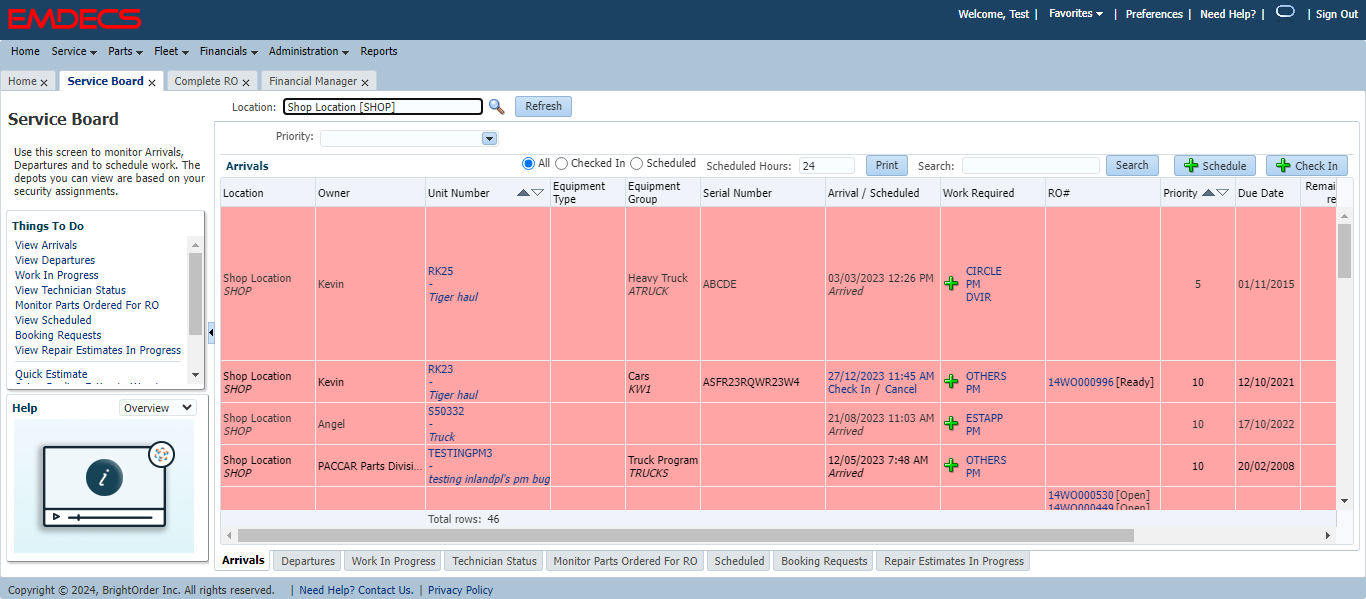 EMDECS
Welcome, Test | Favorites | Preferences | Need Help? | | Sign Out
Home Service Parts Fleet Financials Administration Reports
Home x Service Board x Complete RO x Financial Manager x
Service Board
Use this screen to monitor Arrivals,
Departures and to schedule work. The
depots you can view are based on your
security assignments.
Things To Do
View Arrivals
View Departures
Work In Progress
View Technician Status
Monitor Parts Ordered For RO
View Scheduled
Booking Requests
View Repair Estimates In Progress
Quick Estimate
Help Overview
Location: Shop Location [SHOP] Refresh
Priority:
Arrivals All Checked In Scheduled Scheduled Hours: 24 Print Search: Search Schedule Check In
Location Owner Unit Number Equipment Type Equipment Group Serial Number Arrival / Scheduled Work Required RO# Priority Due Date Remai re
Shop Location SHOP Kevin RK25 - Tiger haul Heavy Truck ATRUCK ABCDE 03/03/2023 12:26 PM Arrived CIRCLE PM DVIR 5 01/11/2015
Shop Location SHOP Kevin RK23 - Tiger haul Cars KW1 ASFR23RQWR23W4 27/12/2023 11:45 AM Check In / Cancel OTHERS PM 14WO000996 [Ready] 10 12/10/2021
Shop Location SHOP Angel S50332 - Truck 21/08/2023 11:03 AM Arrived ESTAPP PM 10 17/10/2022
Shop Location SHOP PACCAR Parts Divisi... TESTINGPM3 - testing inlandpl's pm bug Truck Program TRUCKS 12/05/2023 7:48 AM Arrived OTHERS PM 10 20/02/2008
14WO000530 [Open]
14WO000449 [Open]
Total rows: 46
Arrivals Departures Work In Progress Technician Status Monitor Parts Ordered For RO Scheduled Booking Requests Repair Estimates In Progress
Copyright © 2024, BrightOrder Inc. All rights reserved. | Need Help? Contact Us. | Privacy Policy